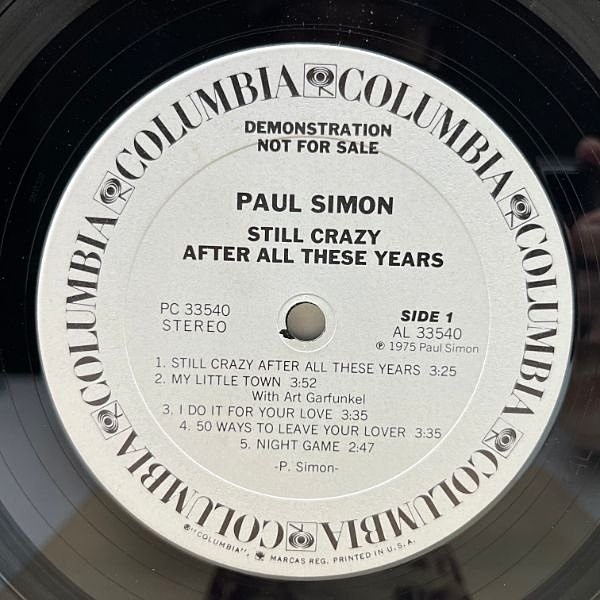 COLUMBIA COLUMBIA COLUMBIA COLUMBIA COLUMBIA COLUMBIA COLUMBIA
DEMONSTRATION
NOT FOR SALE
PAUL SIMON
STILL CRAZY
AFTER ALL THESE YEARS
PC 33540
STEREO
SIDE 1
AL 33540
℗ 1975 Paul Simon
1. STILL CRAZY AFTER ALL THESE YEARS 3:25
2. MY LITTLE TOWN 3:52
With Art Garfunkel
3. I DO IT FOR YOUR LOVE 3:35
4. 50 WAYS TO LEAVE YOUR LOVER 3:35
5. NIGHT GAME 2:47
-P. Simon-
®"COLUMBIA", MARCAS REG. PRINTED IN U.S.A.